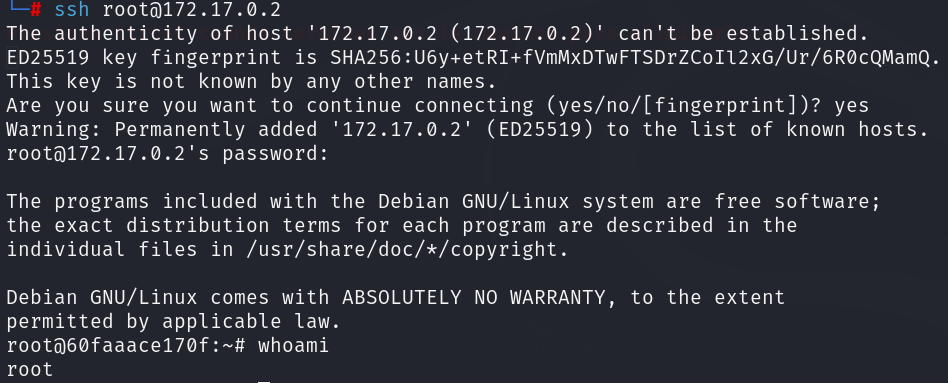 └─# ssh root@172.17.0.2
The authenticity of host '172.17.0.2 (172.17.0.2)' can't be established.
ED25519 key fingerprint is SHA256:U6y+etRI+fVmMxDTwFTSDrZCoIl2xG/Ur/6R0cQMamQ.
This key is not known by any other names.
Are you sure you want to continue connecting (yes/no/[fingerprint])? yes
Warning: Permanently added '172.17.0.2' (ED25519) to the list of known hosts.
root@172.17.0.2's password:
The programs included with the Debian GNU/Linux system are free software;
the exact distribution terms for each program are described in the
individual files in /usr/share/doc/*/copyright.
Debian GNU/Linux comes with ABSOLUTELY NO WARRANTY, to the extent
permitted by applicable law.
root@60faaace170f:~# whoami
root